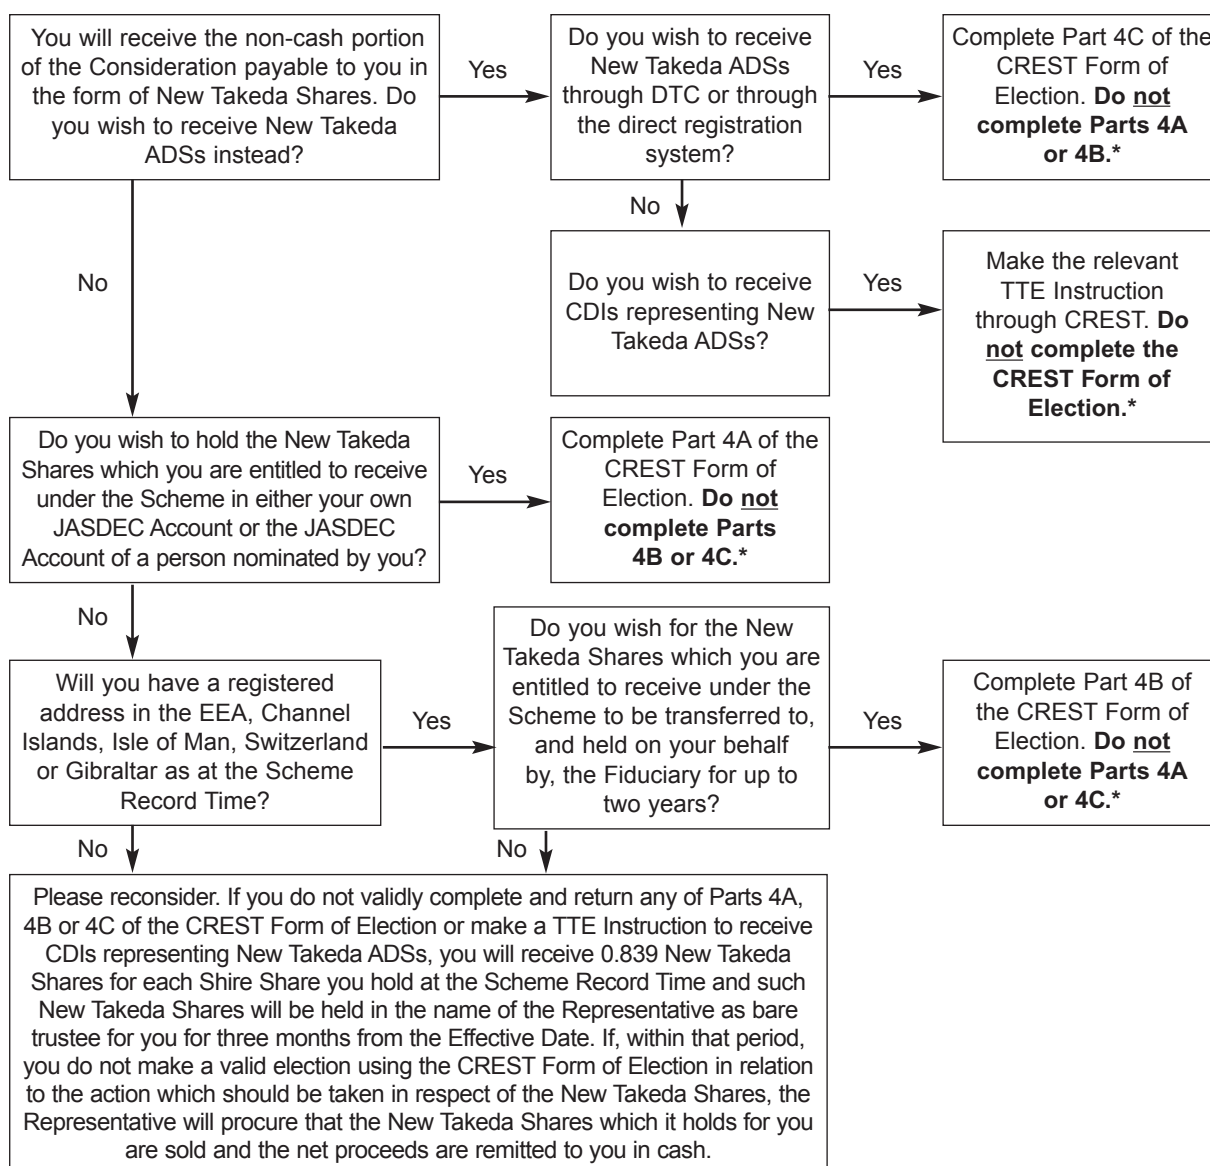 You will receive the non-cash portion
of the Consideration payable to you in
the form of New Takeda Shares. Do
you wish to receive New Takeda
ADSs instead?
Yes
Do you wish to receive
New Takeda ADSs
through DTC or through
the direct registration
system?
Yes
Complete Part 4C of the
CREST Form of
Election. Do not
complete Parts 4A
or 4B.*
No
No
Do you wish to receive
CDIs representing New
Takeda ADSs?
Yes
Make the relevant
TTE Instruction
through CREST. Do
not complete the
CREST Form of
Election.*
Do you wish to hold the New Takeda
Shares which you are entitled to receive
under the Scheme in either your own
JASDEC Account or the JASDEC
Account of a person nominated by you?
Yes
Complete Part 4A of the
CREST Form of
Election. Do not
complete Parts
4B or 4C.*
No
Will you have a registered
address in the EEA, Channel
Islands, Isle of Man, Switzerland
or Gibraltar as at the Scheme
Record Time?
Yes
Do you wish for the New
Takeda Shares which you are
entitled to receive under the
Scheme to be transferred to,
and held on your behalf
by, the Fiduciary for up to
two years?
Yes
Complete Part 4B of
the CREST Form of
Election. Do not
complete Parts 4A
or 4C.*
No
No
Please reconsider. If you do not validly complete and return any of Parts 4A,
4B or 4C of the CREST Form of Election or make a TTE Instruction to receive
CDIs representing New Takeda ADSs, you will receive 0.839 New Takeda
Shares for each Shire Share you hold at the Scheme Record Time and such
New Takeda Shares will be held in the name of the Representative as bare
trustee for you for three months from the Effective Date. If, within that period,
you do not make a valid election using the CREST Form of Election in relation
to the action which should be taken in respect of the New Takeda Shares, the
Representative will procure that the New Takeda Shares which it holds for you
are sold and the net proceeds are remitted to you in cash.